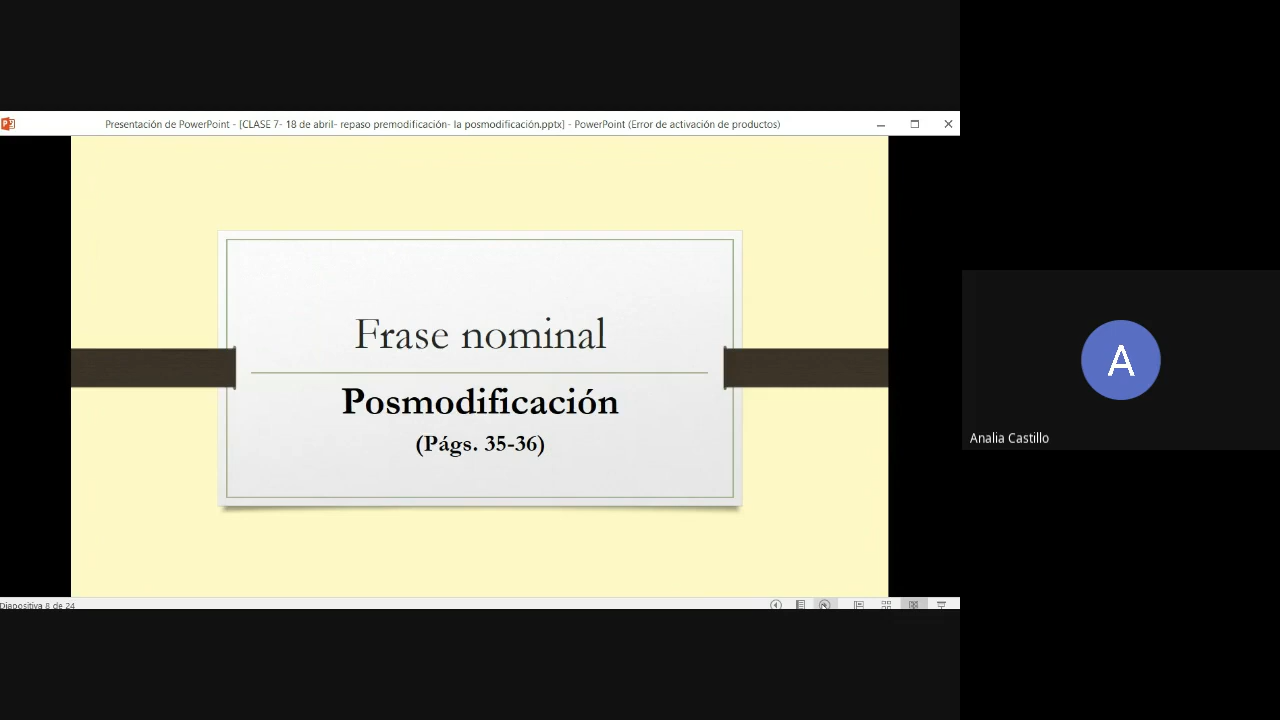 Presentación de PowerPoint - [CLASE 7- 18 de abril- repaso premodificación- la posmodificación.pptx] - PowerPoint (Error de activación de productos)
Frase nominal
Posmodificación
(Págs. 35-36)
A
Analia Castillo
Diapositiva 8 de 24